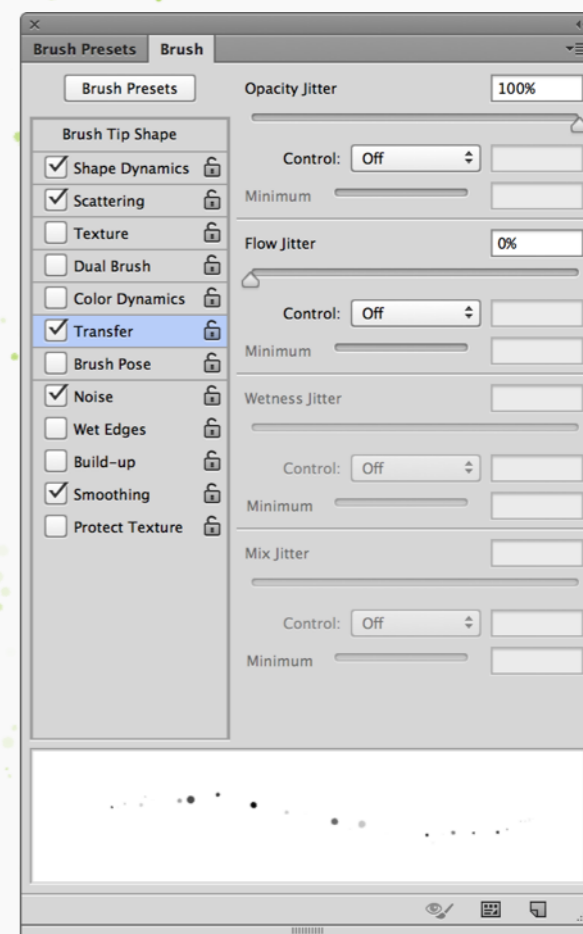 Brush Presets Brush
Brush Presets
Brush Tip Shape
Shape Dynamics
Scattering
Texture
Dual Brush
Color Dynamics
Transfer
Brush Pose
Noise
Wet Edges
Build-up
Smoothing
Protect Texture
Opacity Jitter 100%
Control: Off
Minimum
Flow Jitter 0%
Control: Off
Minimum
Wetness Jitter
Control: Off
Minimum
Mix Jitter
Control: Off
Minimum